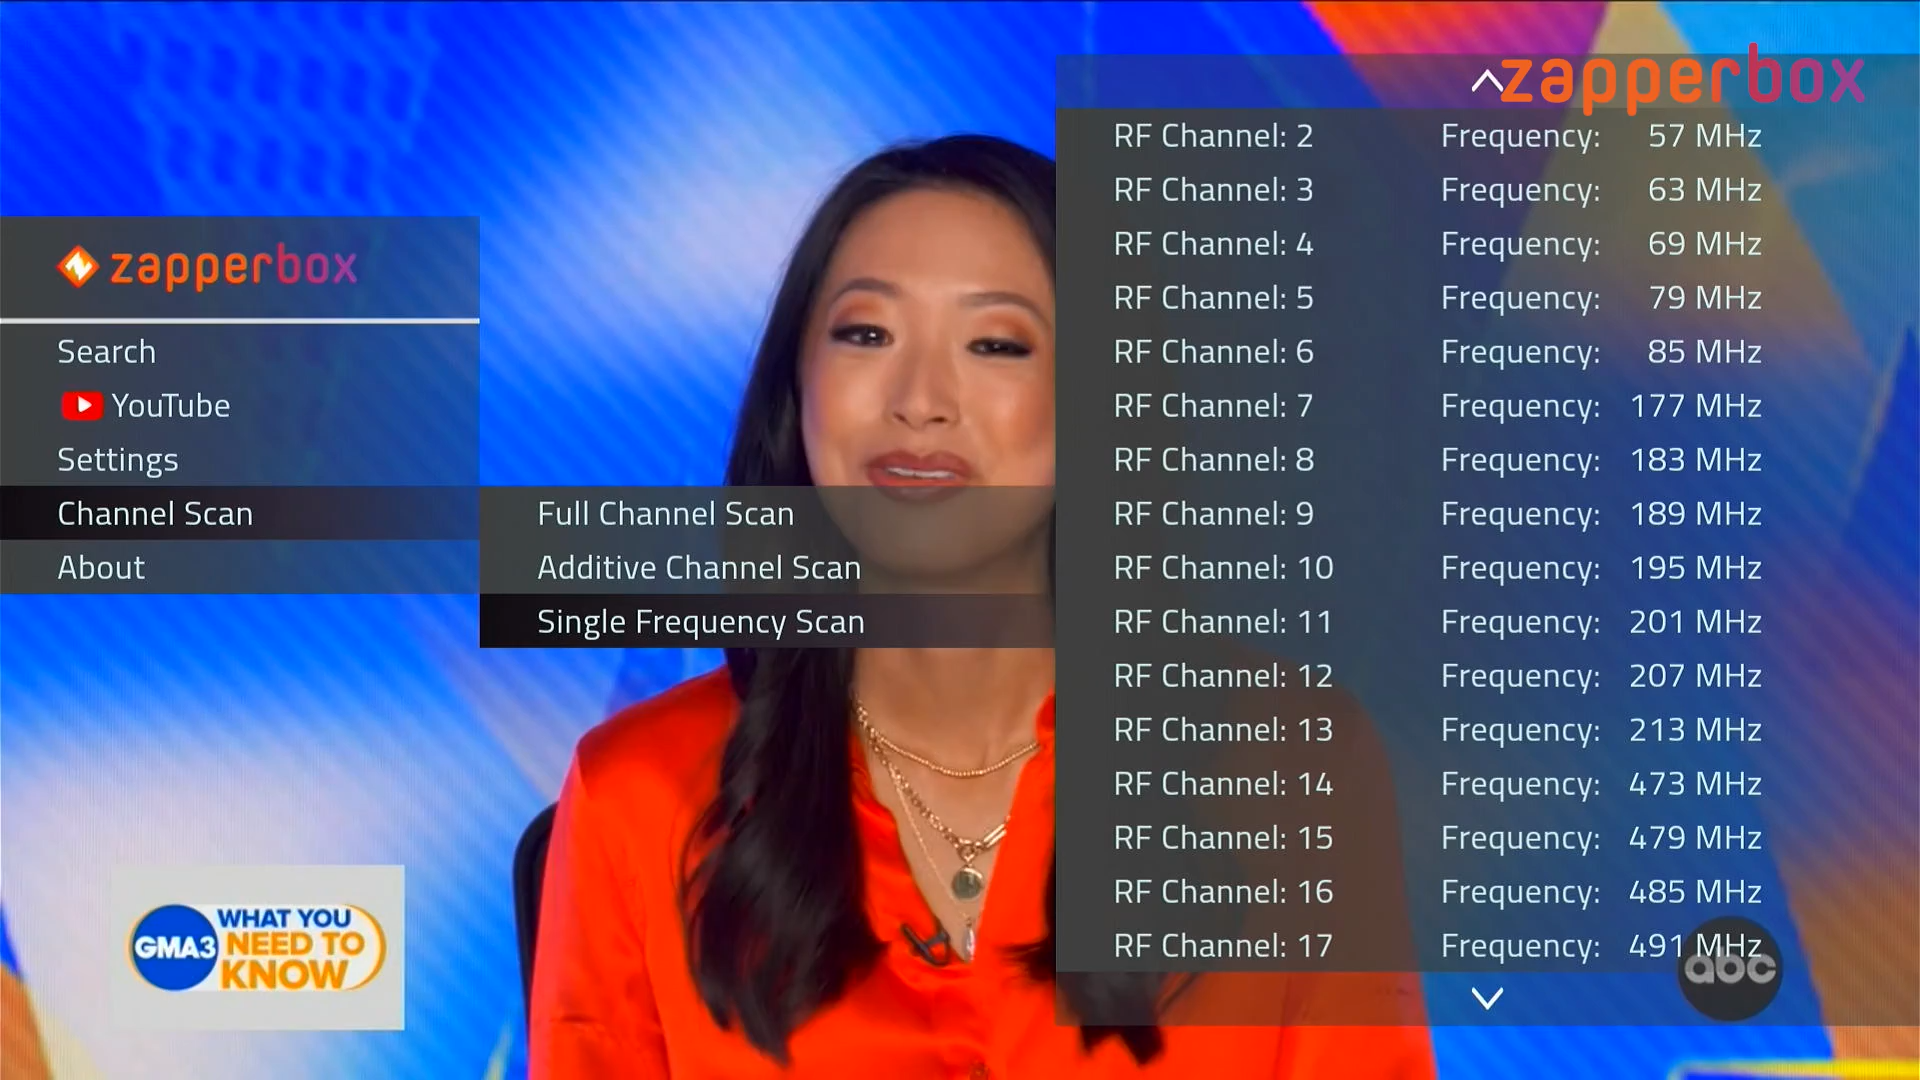 zapperbox
zapperbox
Search
YouTube
Settings
Channel Scan
About
Full Channel Scan
Additive Channel Scan
Single Frequency Scan
RF Channel: 2 Frequency: 57 MHz
RF Channel: 3 Frequency: 63 MHz
RF Channel: 4 Frequency: 69 MHz
RF Channel: 5 Frequency: 79 MHz
RF Channel: 6 Frequency: 85 MHz
RF Channel: 7 Frequency: 177 MHz
RF Channel: 8 Frequency: 183 MHz
RF Channel: 9 Frequency: 189 MHz
RF Channel: 10 Frequency: 195 MHz
RF Channel: 11 Frequency: 201 MHz
RF Channel: 12 Frequency: 207 MHz
RF Channel: 13 Frequency: 213 MHz
RF Channel: 14 Frequency: 473 MHz
RF Channel: 15 Frequency: 479 MHz
RF Channel: 16 Frequency: 485 MHz
RF Channel: 17 Frequency: 491 MHz
GMA3
WHAT YOU
NEED TO
KNOW
abc